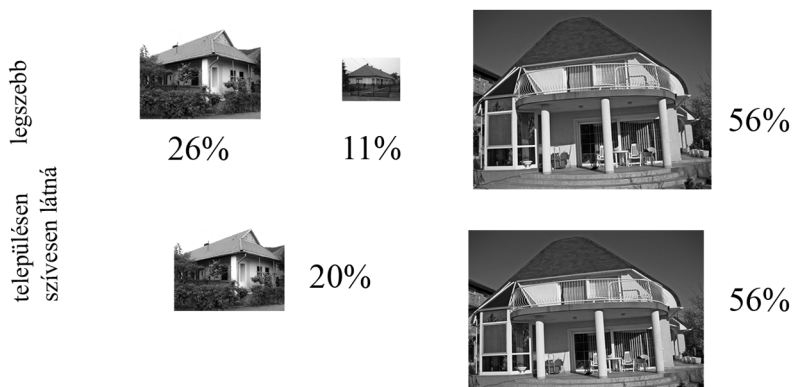 legszebb
56%
26%
11%
településen
szívesen látná
20%
56%